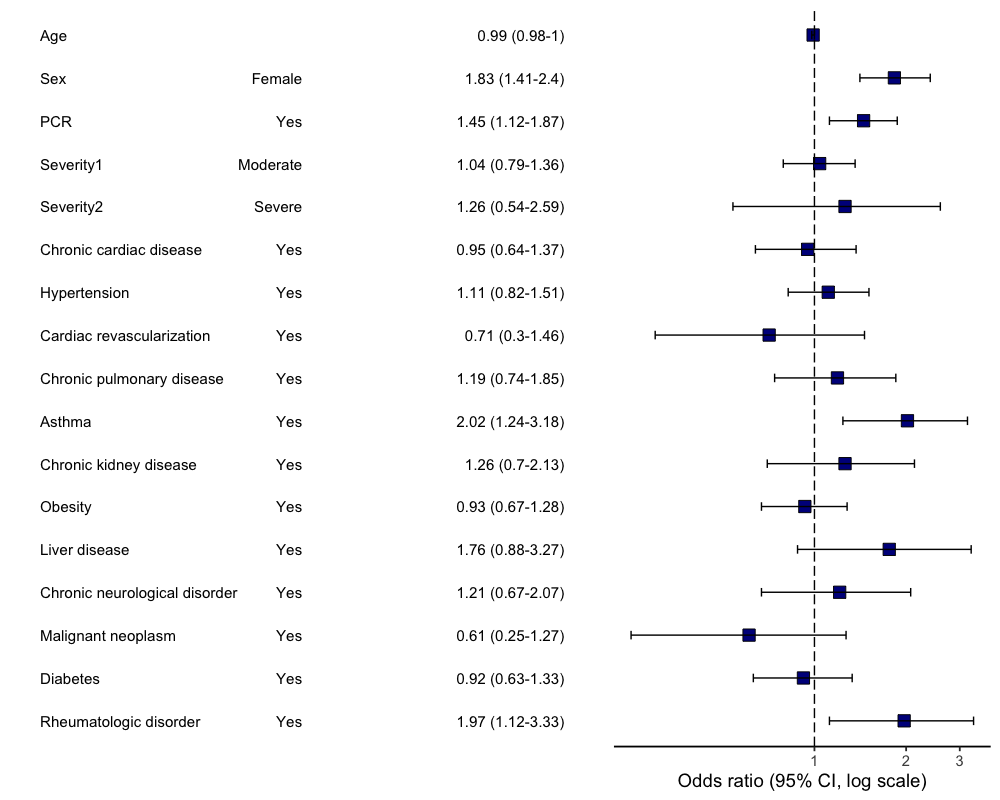 Age 0.99 (0.98-1)
Sex Female 1.83 (1.41-2.4)
PCR Yes 1.45 (1.12-1.87)
Severity1 Moderate 1.04 (0.79-1.36)
Severity2 Severe 1.26 (0.54-2.59)
Chronic cardiac disease Yes 0.95 (0.64-1.37)
Hypertension Yes 1.11 (0.82-1.51)
Cardiac revascularization Yes 0.71 (0.3-1.46)
Chronic pulmonary disease Yes 1.19 (0.74-1.85)
Asthma Yes 2.02 (1.24-3.18)
Chronic kidney disease Yes 1.26 (0.7-2.13)
Obesity Yes 0.93 (0.67-1.28)
Liver disease Yes 1.76 (0.88-3.27)
Chronic neurological disorder Yes 1.21 (0.67-2.07)
Malignant neoplasm Yes 0.61 (0.25-1.27)
Diabetes Yes 0.92 (0.63-1.33)
Rheumatologic disorder Yes 1.97 (1.12-3.33)
1 2 3
Odds ratio (95% CI, log scale)